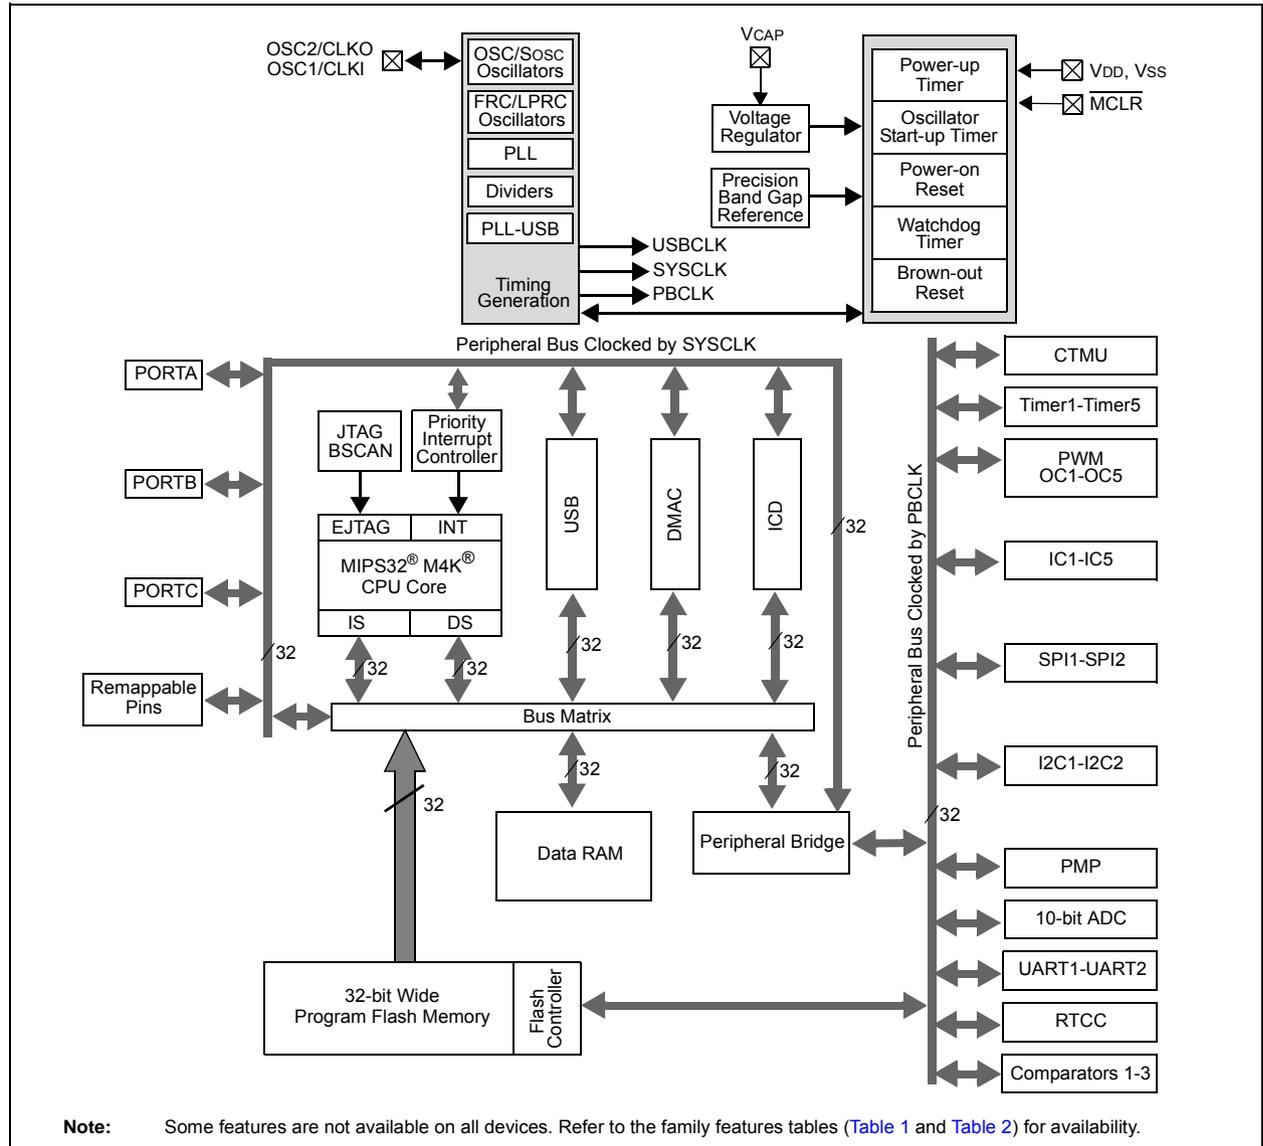 OSC2/CLKO
OSC1/CLKI
OSC/SOSC
Oscillators
FRC/LPRC
Oscillators
PLL
Dividers
PLL-USB
Timing
Generation
USBCLK
SYSCLK
PBCLK
VCAP
Voltage
Regulator
Precision
Band Gap
Reference
Power-up
Timer
Oscillator
Start-up Timer
Power-on
Reset
Watchdog
Timer
Brown-out
Reset
VDD, VSS
MCLR
Peripheral Bus Clocked by SYSCLK
PORTA
PORTB
PORTC
Remappable
Pins
32
JTAG
BSCAN
Priority
Interrupt
Controller
EJTAG
INT
MIPS32® M4K®
CPU Core
IS
DS
32
32
USB
32
DMAC
32
ICD
32
32
Bus Matrix
32
32
32
Data RAM
Peripheral Bridge
32-bit Wide
Program Flash Memory
Flash
Controller
Peripheral Bus Clocked by PBCLK
32
CTMU
Timer1-Timer5
PWM
OC1-OC5
IC1-IC5
SPI1-SPI2
I2C1-I2C2
PMP
10-bit ADC
UART1-UART2
RTCC
Comparators 1-3
Note: Some features are not available on all devices. Refer to the family features tables (Table 1 and Table 2) for availability.